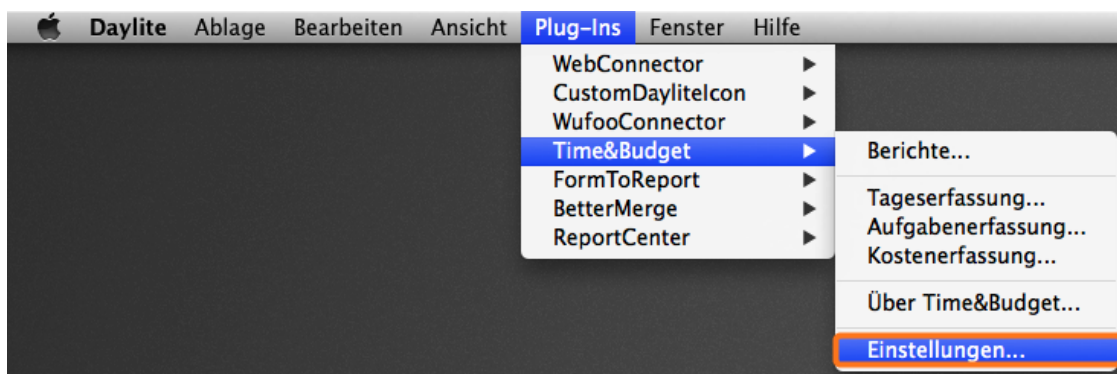 Daylite Ablage Bearbeiten Ansicht Plug-Ins Fenster Hilfe
WebConnector
CustomDayliteIcon
WufooConnector
Time&Budget
FormToReport
BetterMerge
ReportCenter
Berichte...
Tageserfassung...
Aufgabenerfassung...
Kostenerfassung...
Über Time&Budget...
Einstellungen...